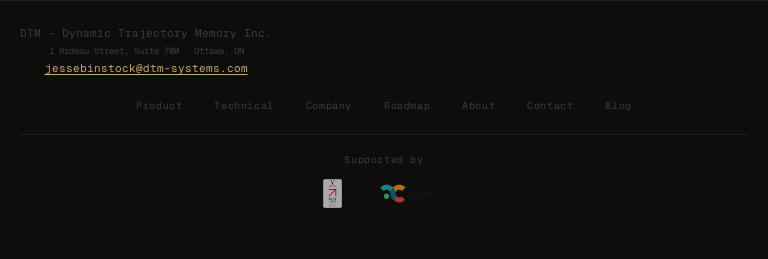 DTM - Dynamic Trajectory Memory Inc.
1 Rideau Street, Suite 700 · Ottawa, ON
jessebinstock@dtm-systems.com
Product Technical Company Roadmap About Contact Blog
Supported by